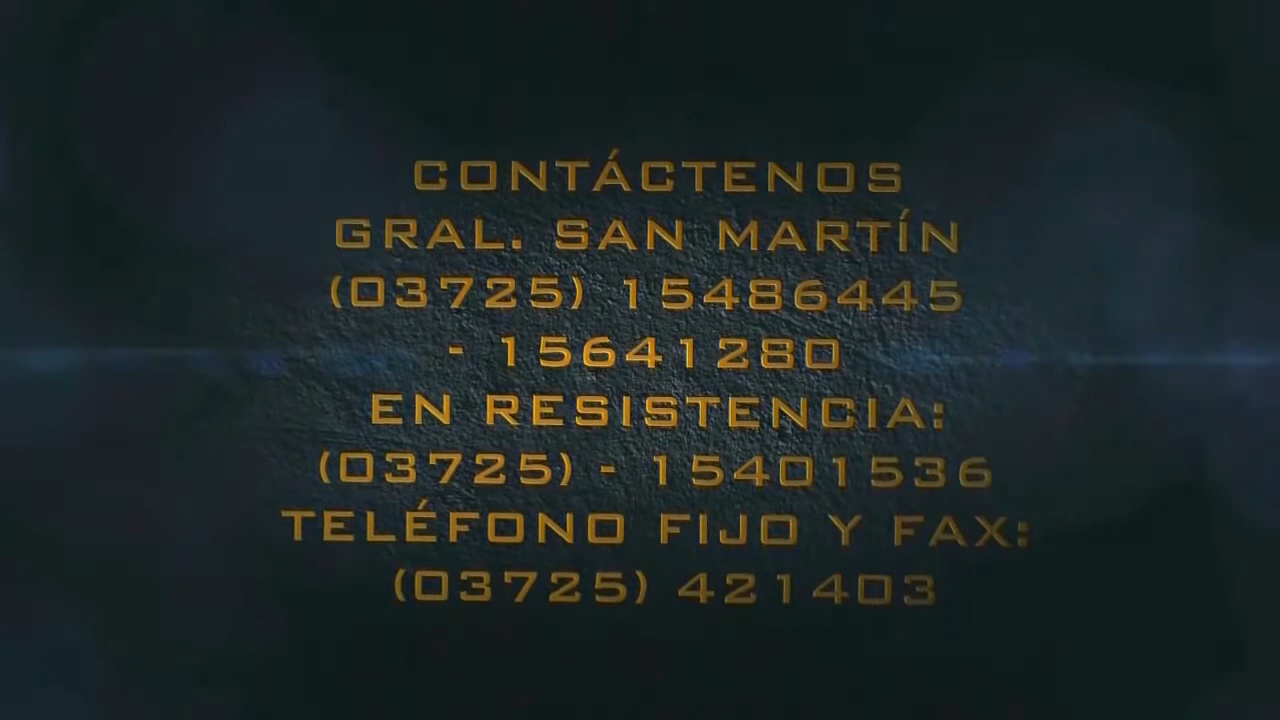 CONTÁCTENOS
GRAL. SAN MARTÍN
(03725) 15486445
- 15641280
EN RESISTENCIA:
(03725) - 15401536
TELÉFONO FIJO Y FAX:
(03725) 421403